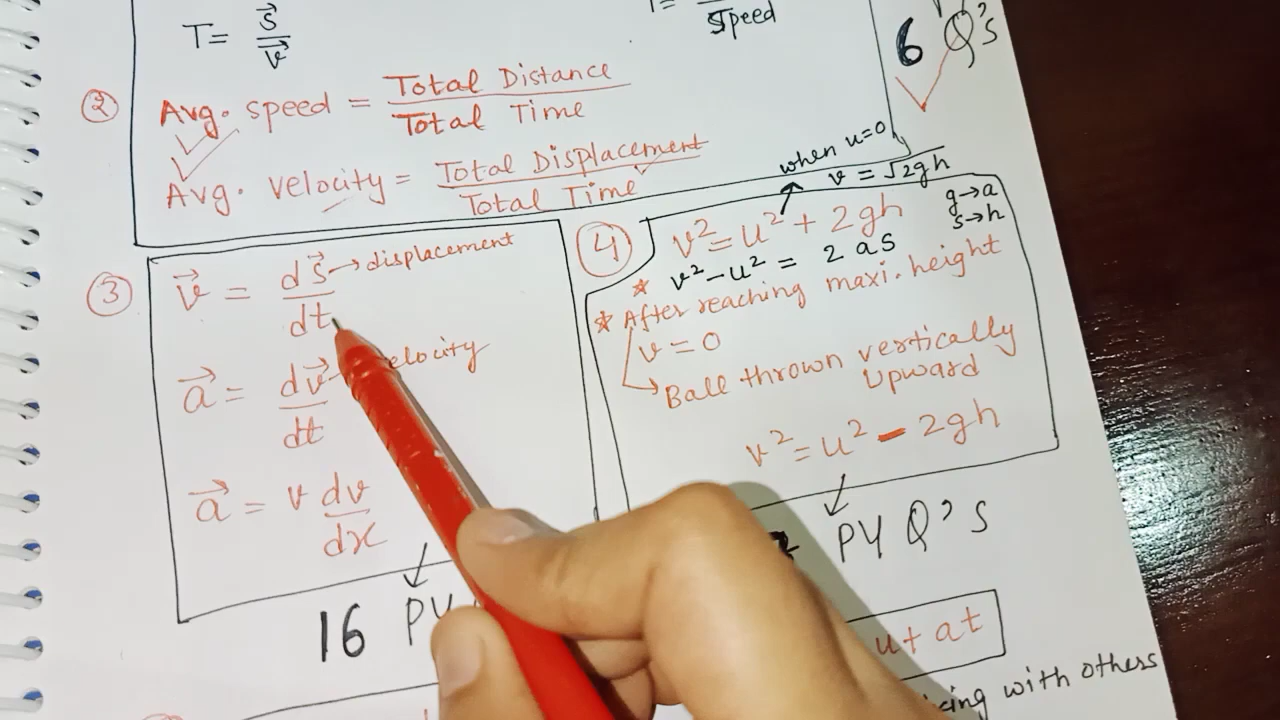 T= s⃗/v⃗
Speed
6 Q's
② Avg. speed = Total Distance / Total Time
Avg. velocity = Total Displacement / Total Time
③ v⃗ = ds⃗/dt → displacement
a⃗ = dv⃗/dt
a⃗ = v dv/dx
16
④ v² = u² + 2gh
when u=0
v = √2gh
g→a
s→h
* v² - u² = 2as
* After reaching maxi. height
v = 0
Ball thrown vertically
Upward
v² = u² - 2gh
PY Q's
u + at
with others